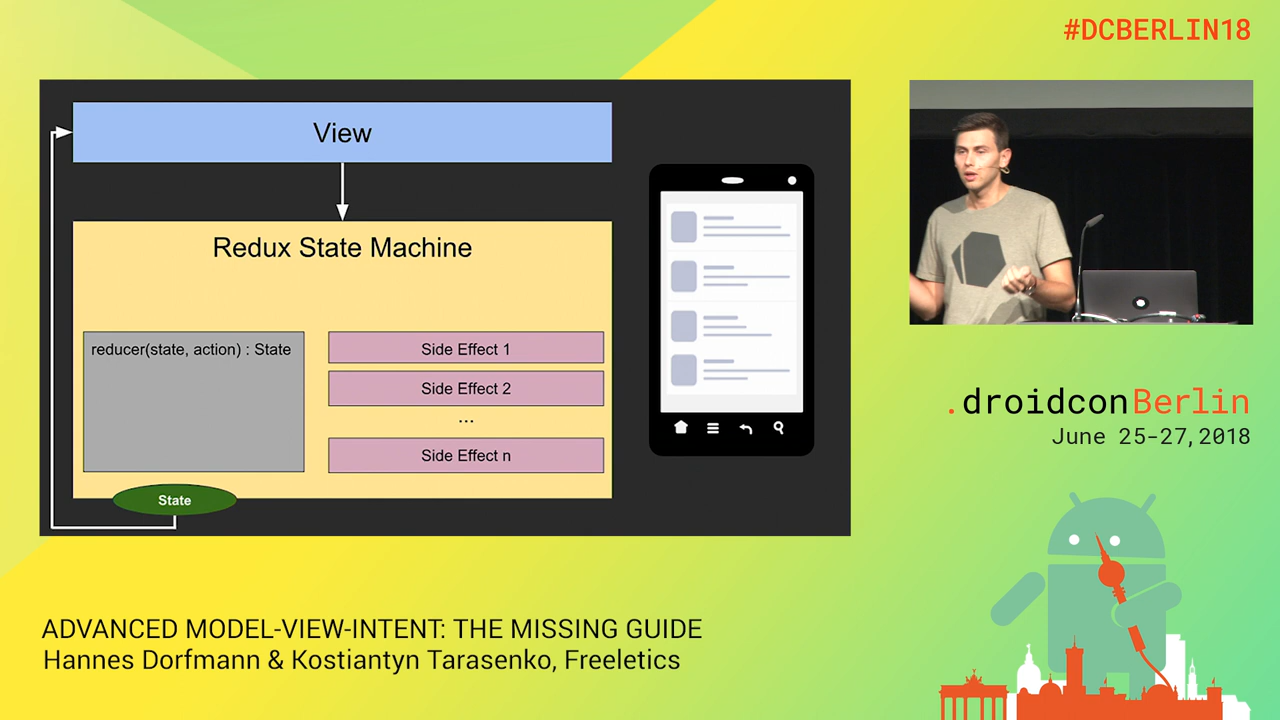 #DCBERLIN18
View
Redux State Machine
reducer(state, action) : State
Side Effect 1
Side Effect 2
...
Side Effect n
State
.droidconBerlin
June 25-27, 2018
ADVANCED MODEL-VIEW-INTENT: THE MISSING GUIDE
Hannes Dorfmann & Kostiantyn Tarasenko, Freeletics